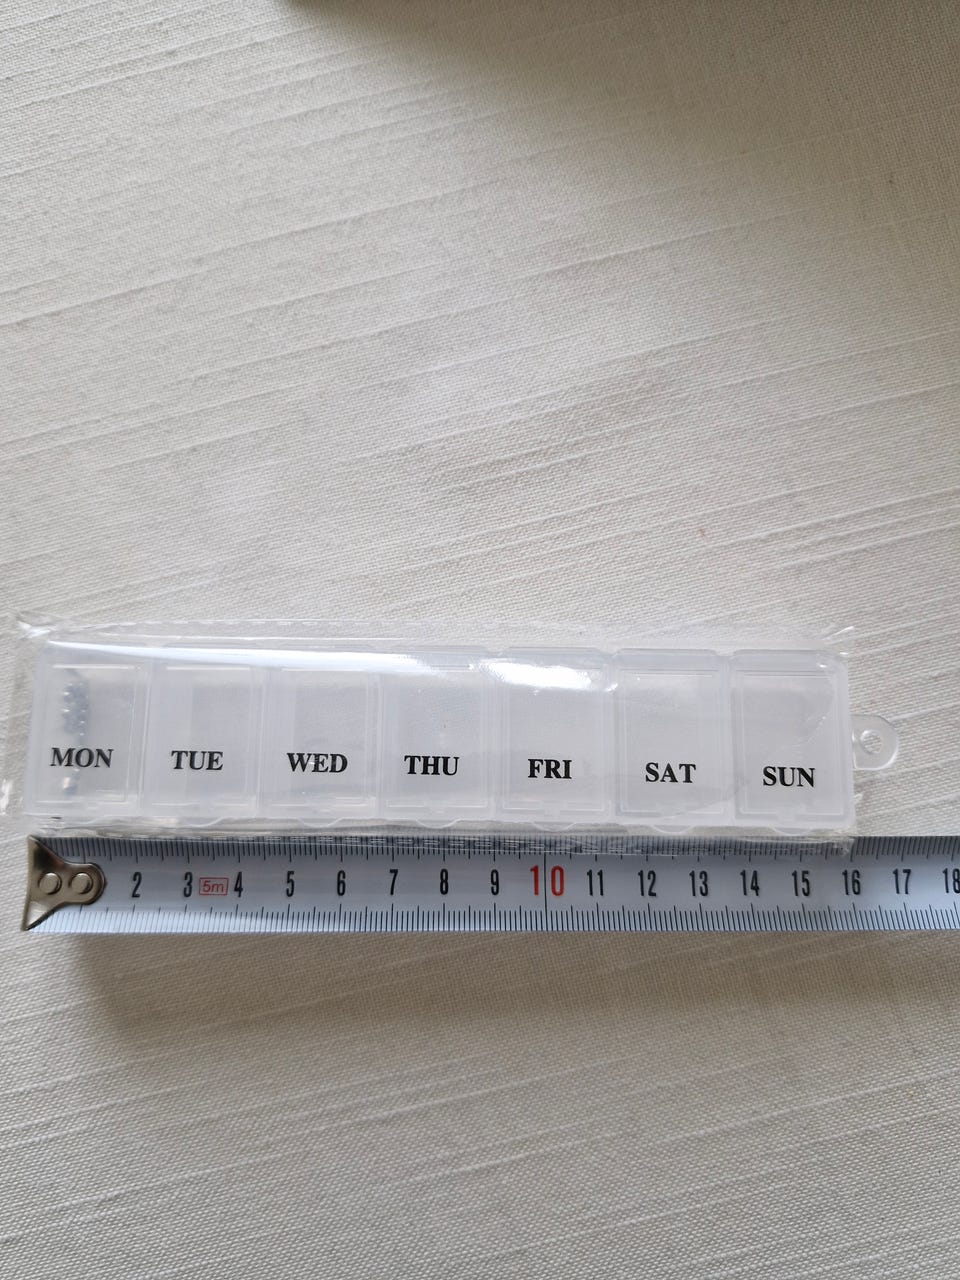 MON TUE WED THU FRI SAT SUN
2 3 5m 4 5 6 7 8 9 10 11 12 13 14 15 16 17 18